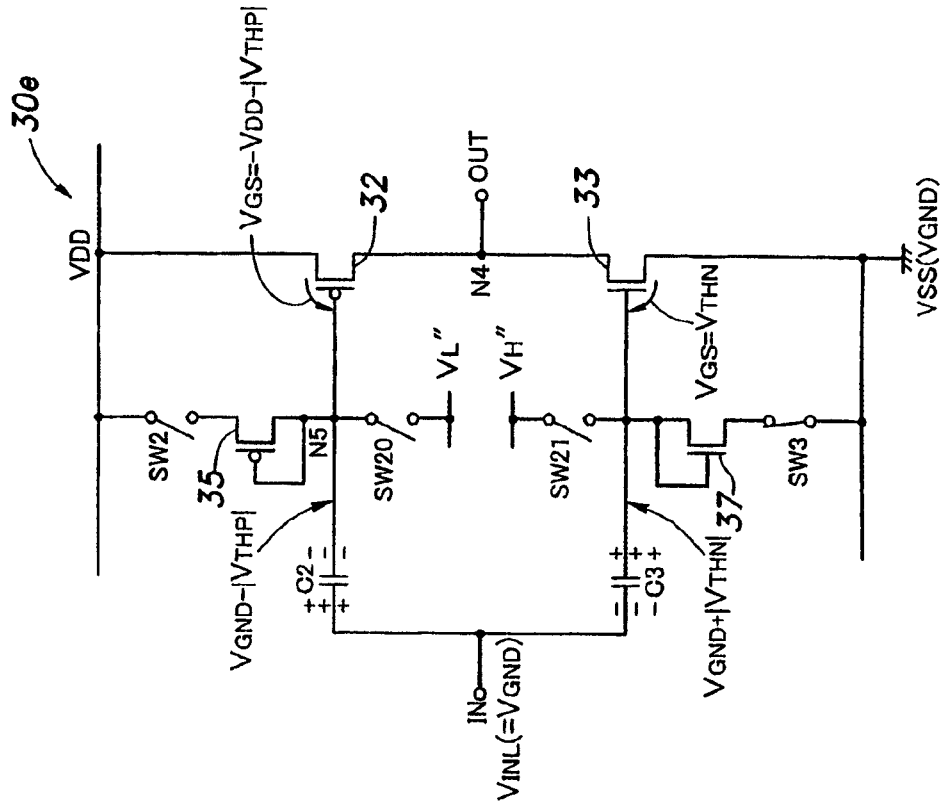 30e
VDD
VGS=-VDD-|VTHP|
SW2
35
32
N5
VGND-|VTHP|
C2
+++
- - -
SW20
VL"
N4
OUT
IN
VINL(=VGND)
VH"
SW21
33
C3
- - -
+++
VGS=VTHN
VGND+|VTHN|
37
SW3
VSS(VGND)